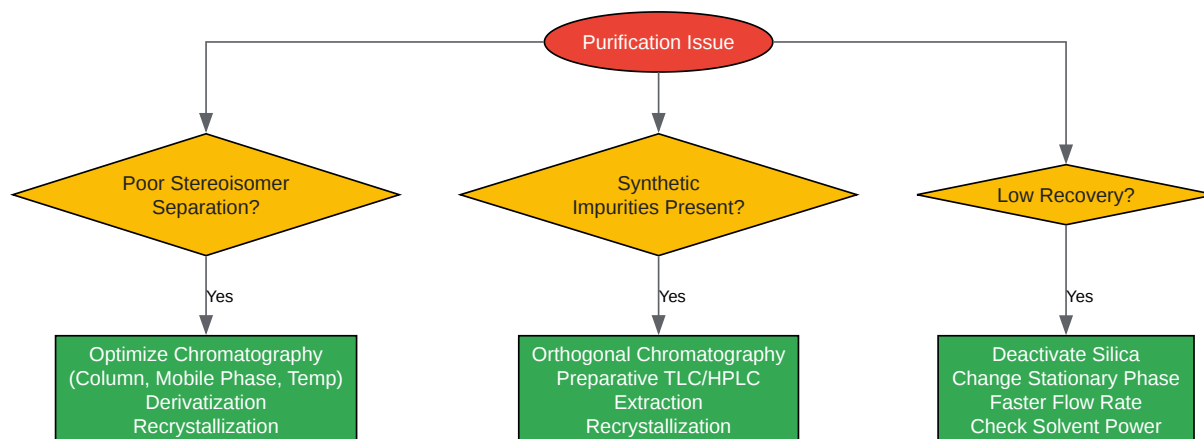 Purification Issue
Poor Stereoisomer
Separation?
Synthetic
Impurities Present?
Low Recovery?
Yes
Yes
Yes
Optimize Chromatography
(Column, Mobile Phase, Temp)
Derivatization
Recrystallization
Orthogonal Chromatography
Preparative TLC/HPLC
Extraction
Recrystallization
Deactivate Silica
Change Stationary Phase
Faster Flow Rate
Check Solvent Power